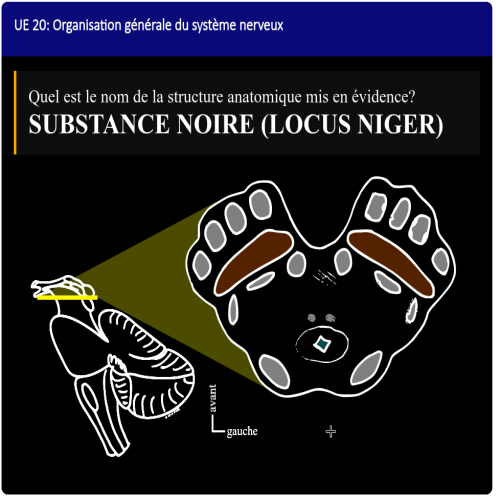 UE 20: Organisation générale du système nerveux
Quel est le nom de la structure anatomique mis en évidence?
SUBSTANCE NOIRE (LOCUS NIGER)
avant
gauche